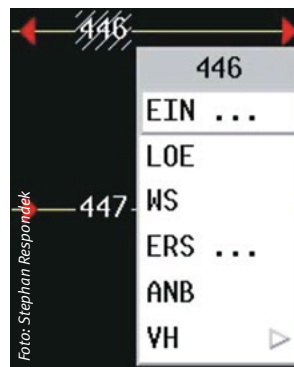 446
446
EIN ...
LOE
447
WS
ERS ...
ANB
VH
Foto: Stephan Respondek